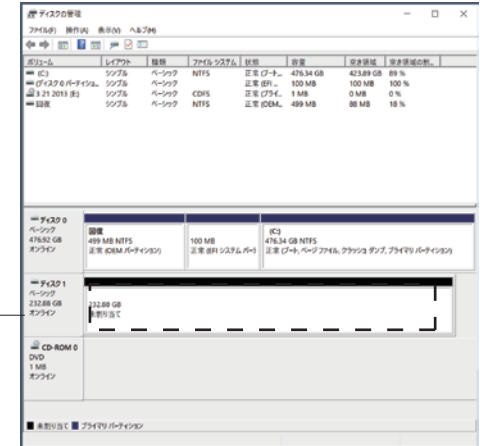 ディスクの管理
ファイル(F) 操作(A) 表示(V) ヘルプ(H)
ボリューム レイアウト 種類 ファイル システム 状態 容量 空き領域 空き領域の割...
(C:) シンプル ベーシック NTFS 正常 (ブート... 476.34 GB 423.89 GB 89 %
(ディスク 0 パーティショ... シンプル ベーシック 正常 (EFI ... 100 MB 100 MB 100 %
3 21 2013 (E:) シンプル ベーシック CDFS 正常 (プライ... 1 MB 0 MB 0 %
回復 シンプル ベーシック NTFS 正常 (OEM... 499 MB 88 MB 18 %
ディスク 0
ベーシック
476.92 GB
オンライン
回復
499 MB NTFS
正常 (OEM パーティション)
100 MB
正常 (EFI システム パーテ
(C:)
476.34 GB NTFS
正常 (ブート, ページ ファイル, クラッシュ ダンプ, プライマリ パーティション)
ディスク 1
ベーシック
232.88 GB
オンライン
232.88 GB
未割り当て
CD-ROM 0
DVD
1 MB
オンライン
未割り当て プライマリ パーティション